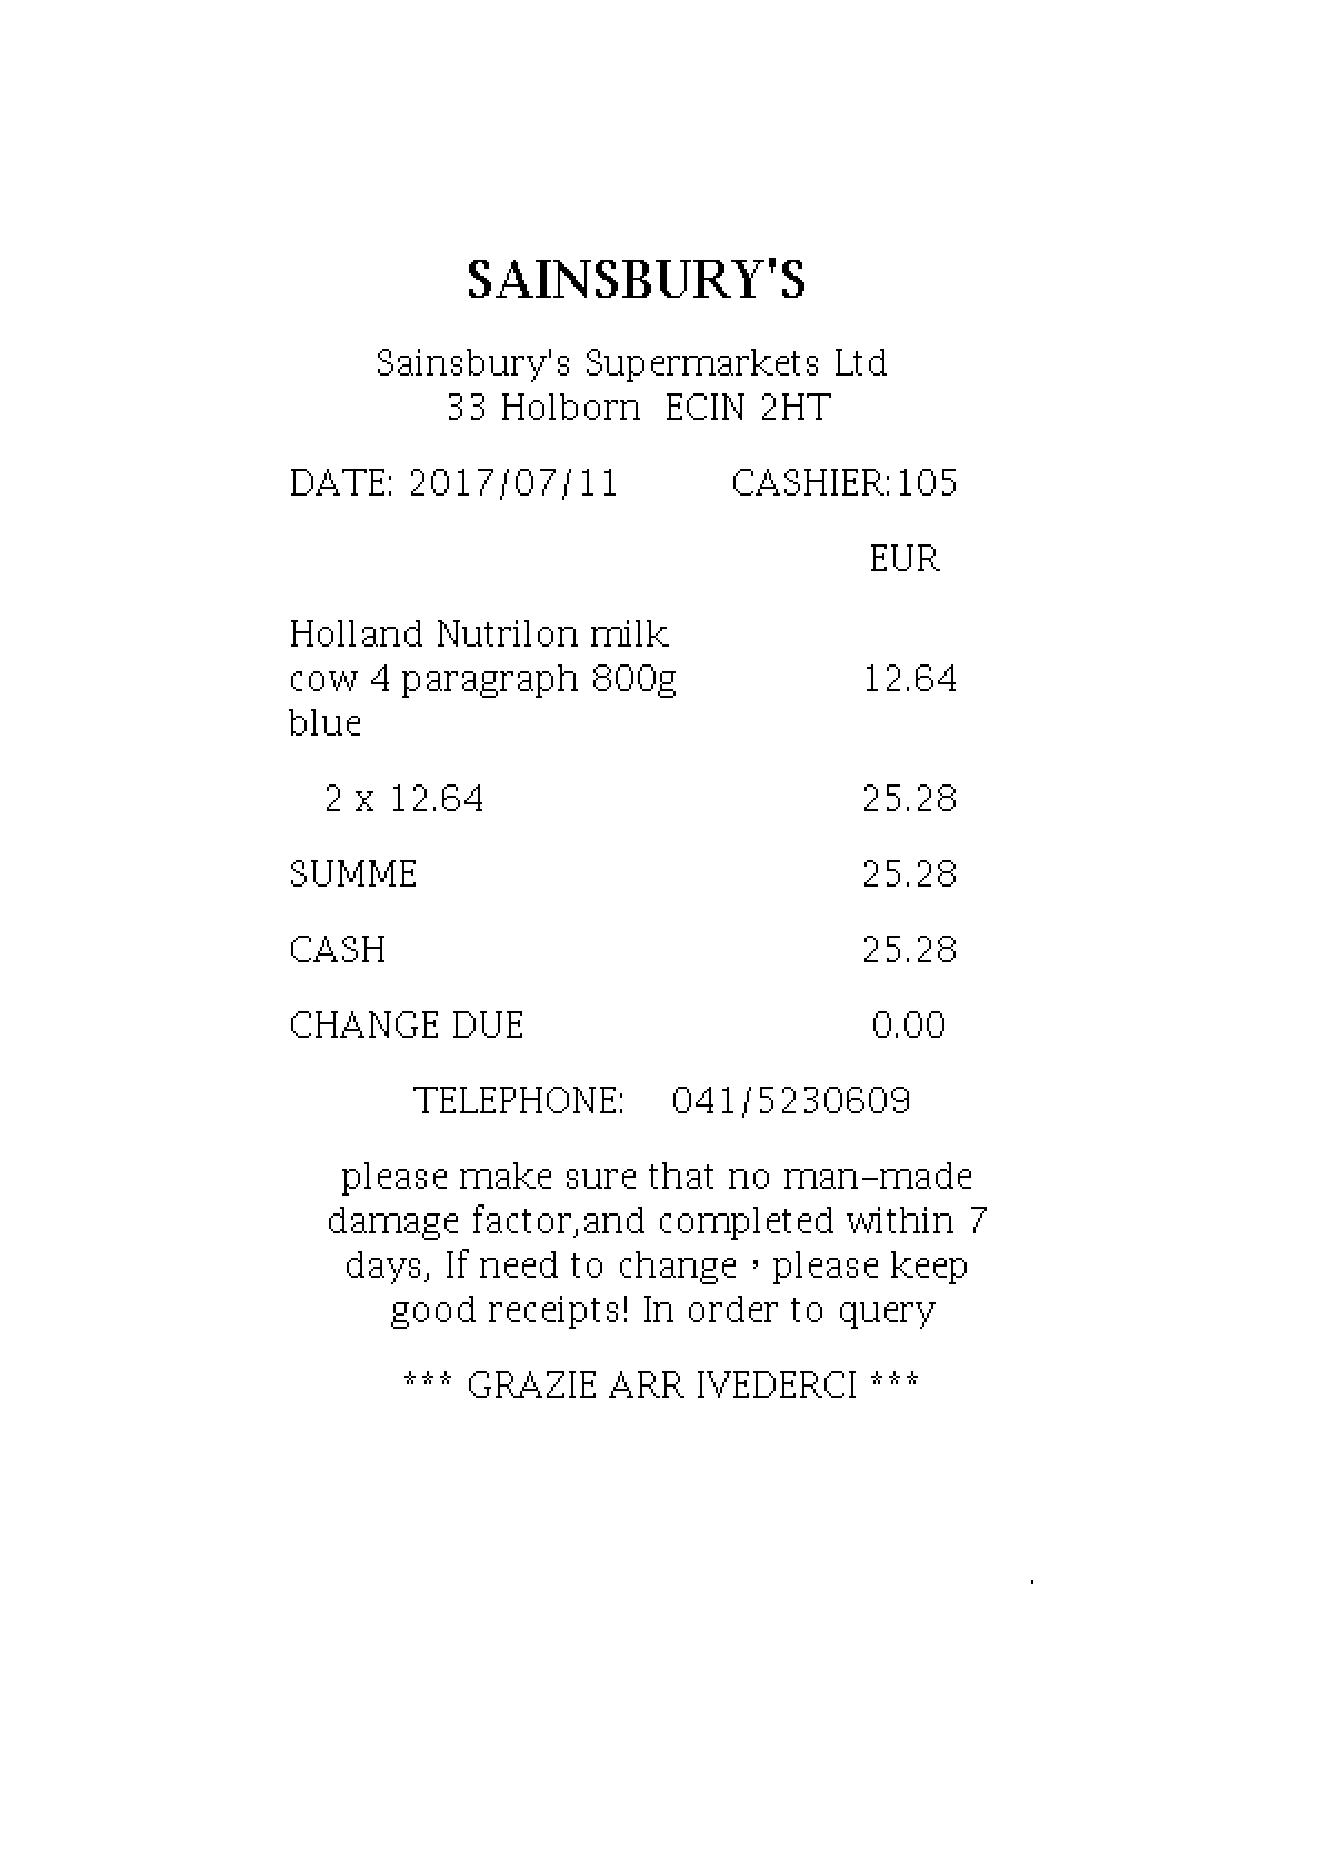 SAINSBURY'S
Sainsbury's Supermarkets Ltd
33 Holborn  ECIN 2HT
DATE: 2017/07/11 CASHIER:105
EUR
Holland Nutrilon milk
cow 4 paragraph 800g 12.64
blue
2 x 12.64 25.28
SUMME 25.28
CASH 25.28
CHANGE DUE 0.00
TELEPHONE: 041/5230609
please make sure that no man-made
damage factor,and completed within 7
days, If need to change，please keep
good receipts! In order to query
*** GRAZIE ARR IVEDERCI ***